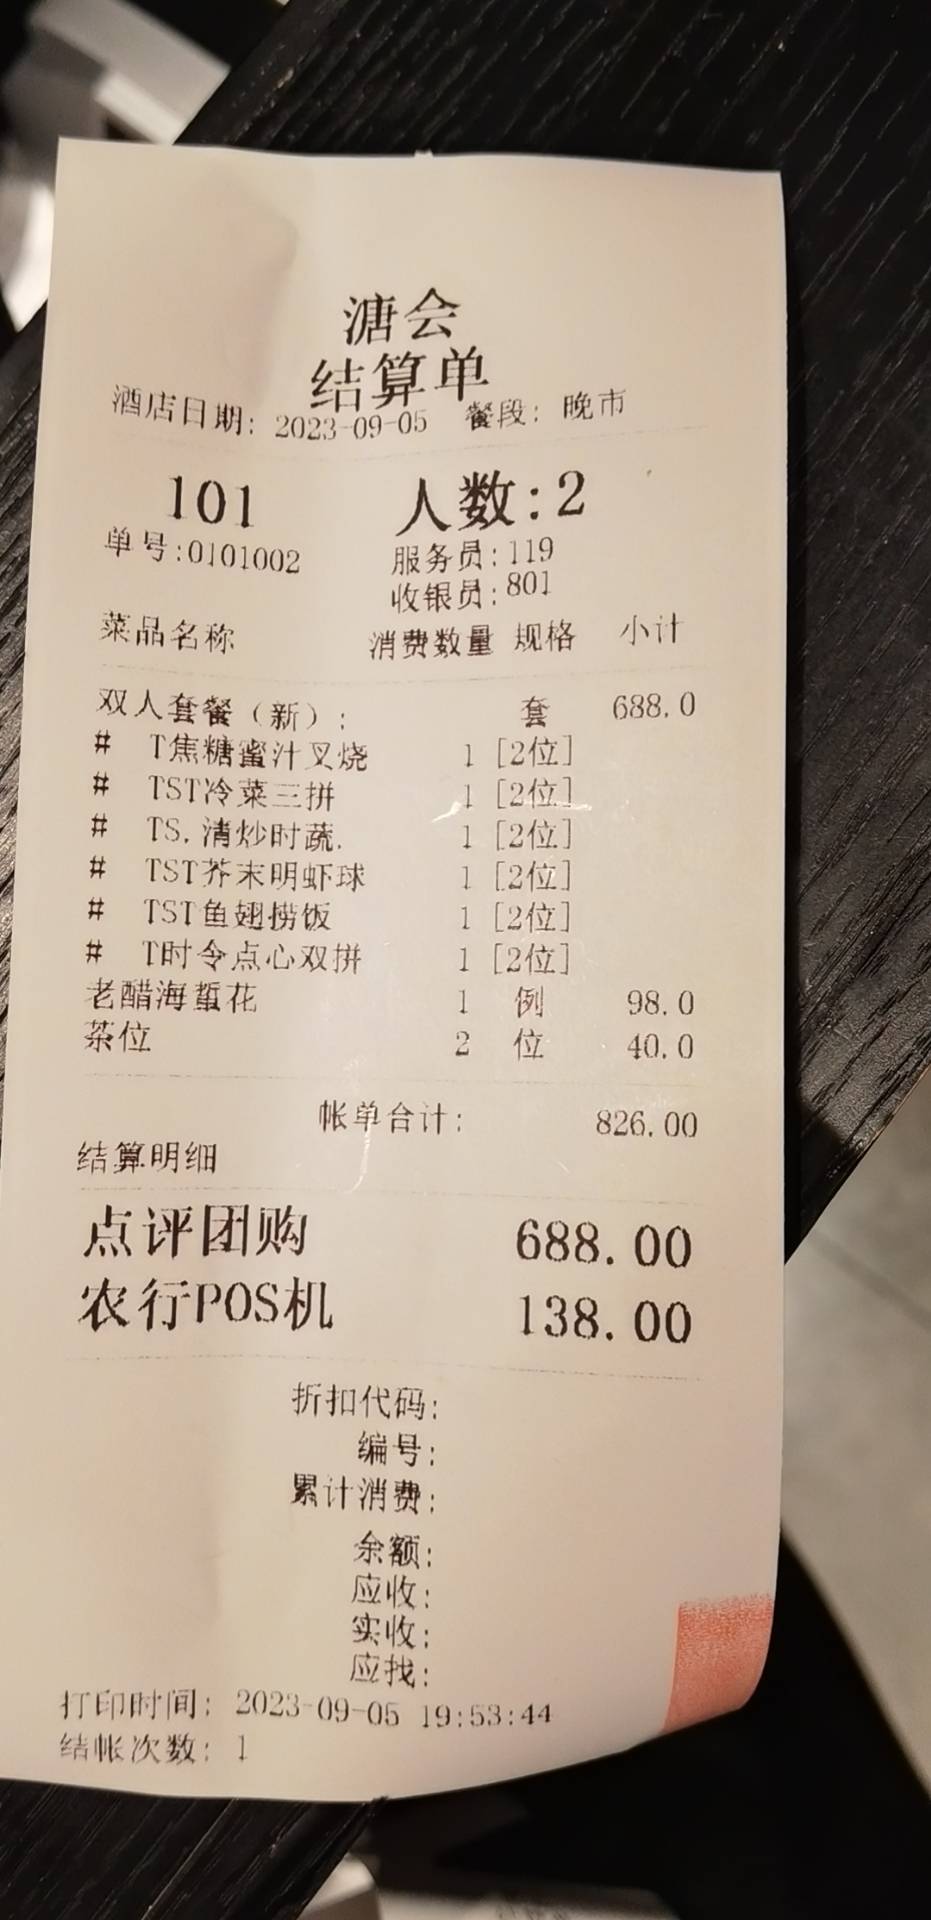 溏会
结算单
酒店日期: 2023-09-05 餐段: 晚市
101 人数:2
单号:0101002 服务员:119
收银员:801
菜品名称 消费数量 规格 小计
双人套餐（新）: 套 688.0
# T焦糖蜜汁叉烧 1 [2位]
# TST冷菜三拼 1 [2位]
# TS.清炒时蔬. 1 [2位]
# TST芥末明虾球 1 [2位]
# TST鱼翅捞饭 1 [2位]
# T时令点心双拼 1 [2位]
老醋海蜇花 1 例 98.0
茶位 2 位 40.0
帐单合计: 826.00
结算明细
点评团购 688.00
农行POS机 138.00
折扣代码:
编号:
累计消费:
余额:
应收:
实收:
应找:
打印时间: 2023-09-05 19:53:44
结帐次数: 1